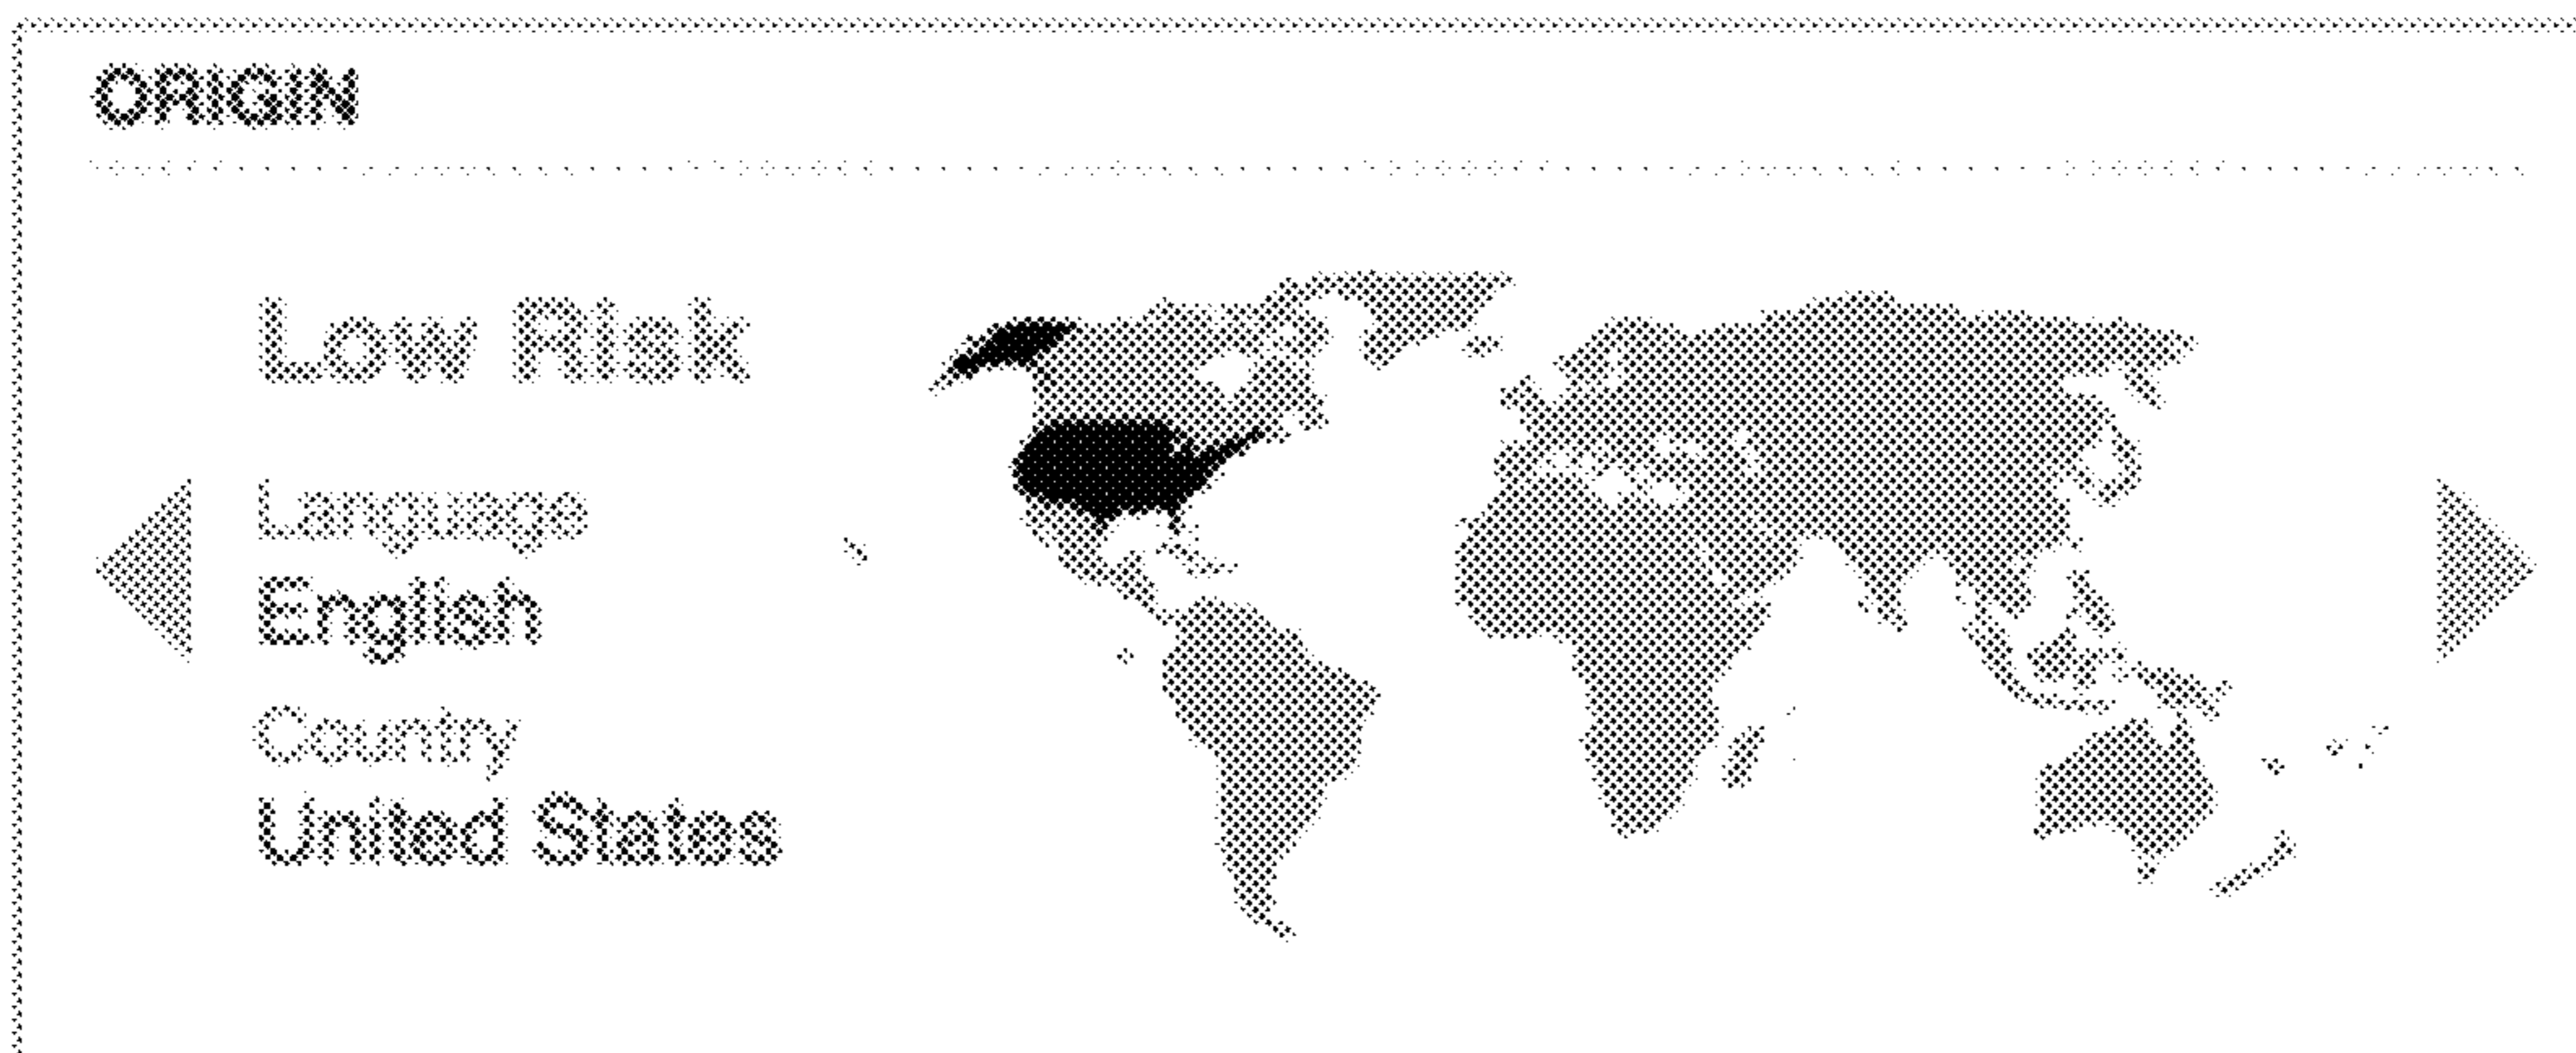 ORIGIN
Low Risk
Language
English
Country
United States